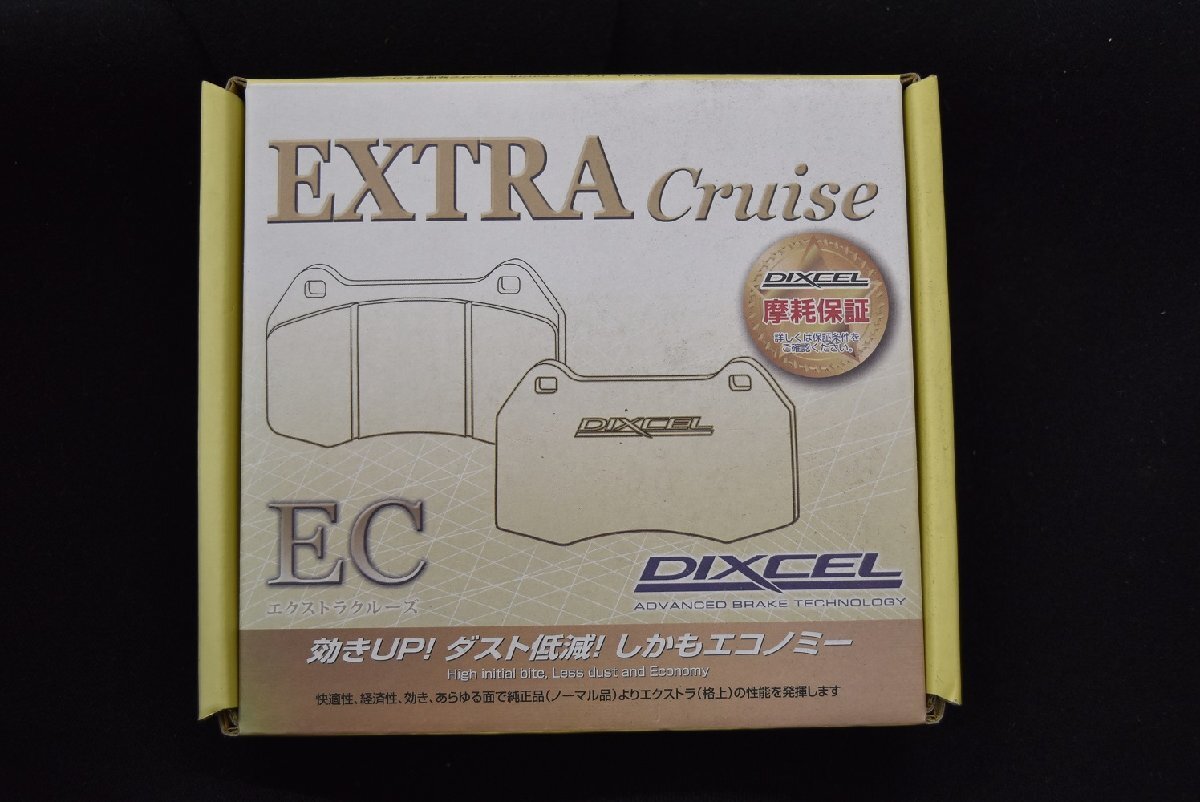 EXTRA Cruise
DIXCEL
摩耗保証
詳しくは保証条件を
ご確認ください。
DIXCEL
EC
エクストラクルーズ
DIXCEL
ADVANCED BRAKE TECHNOLOGY
効きUP! ダスト低減! しかもエコノミー
High initial bite, Less dust and Economy
快適性、経済性、効き、あらゆる面で純正品(ノーマル品)よりエクストラ(格上)の性能を発揮します